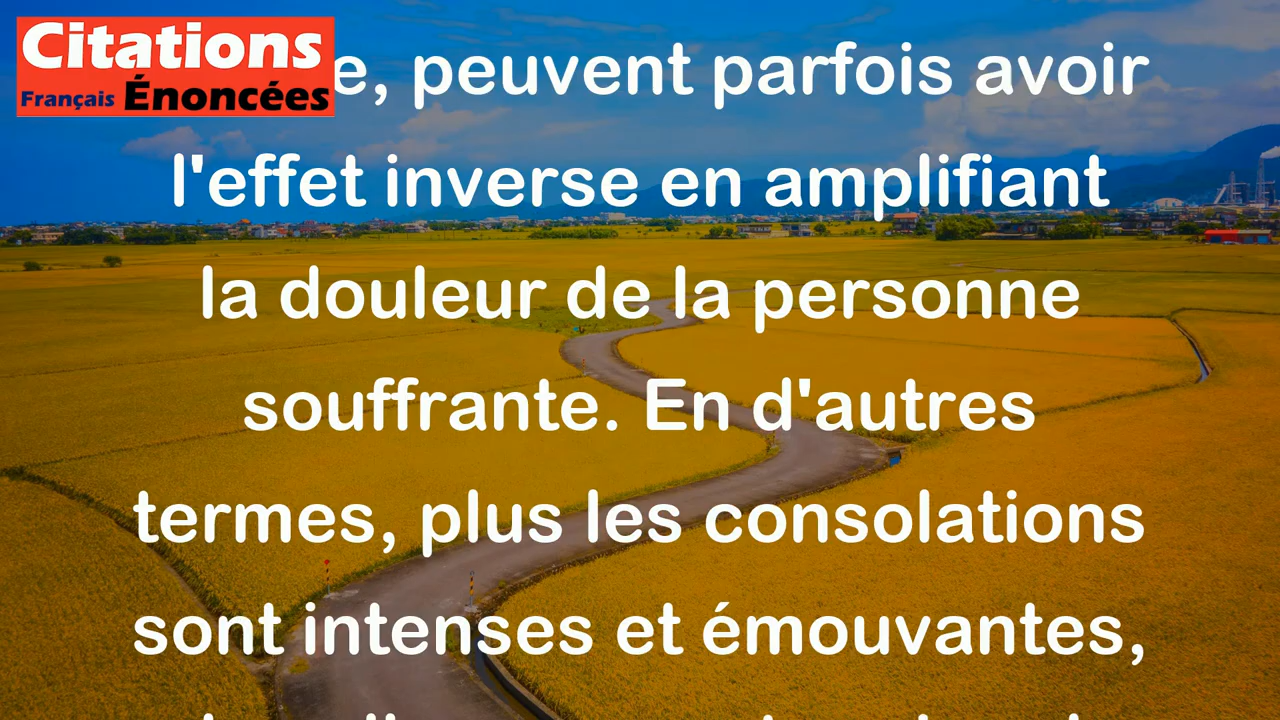 Citations
Français Énoncées
e, peuvent parfois avoir
l'effet inverse en amplifiant
la douleur de la personne
souffrante. En d'autres
termes, plus les consolations
sont intenses et émouvantes,